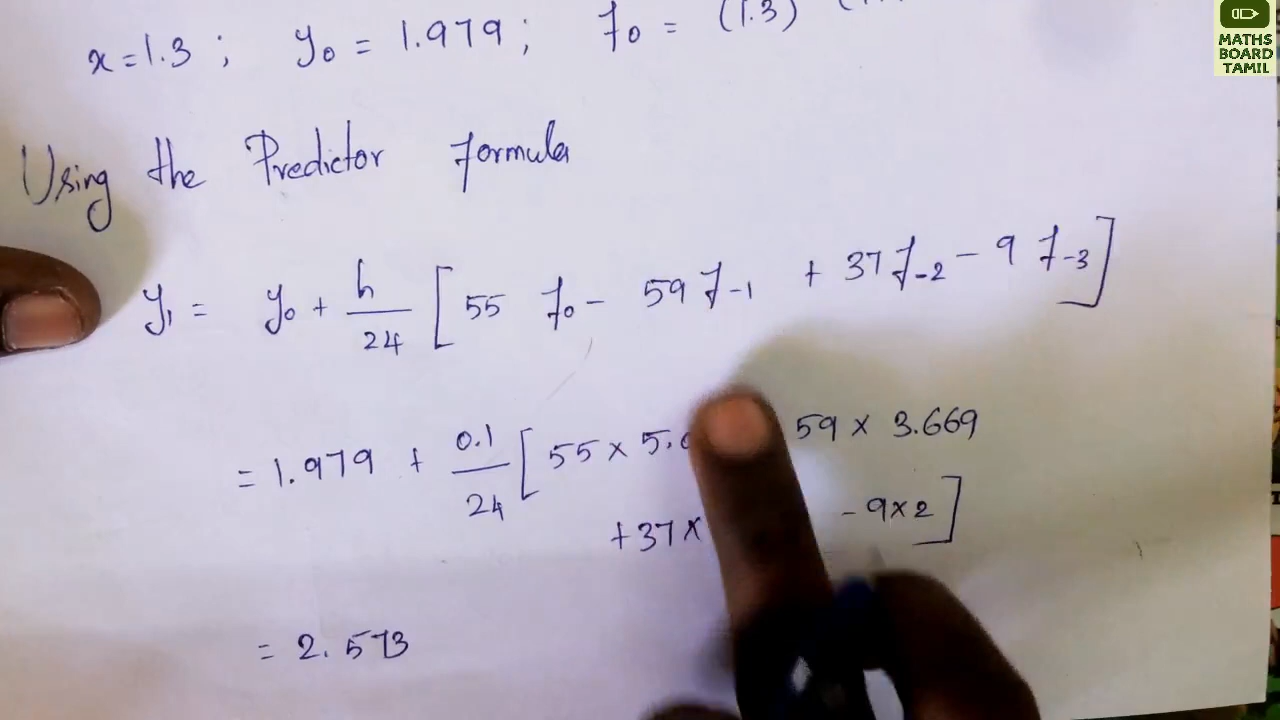 x=1.3 ; y₀ = 1.979 ; f₀ = (1.3)
MATHS
BOARD
TAMIL
Using the Predictor formula
y₁ = y₀ + h/24 [ 55 f₀ - 59 f₋₁ + 37 f₋₂ - 9 f₋₃ ]
= 1.979 + 0.1/24 [ 55 × 5. 59 × 3.669
+37 × - 9×2 ]
= 2.573